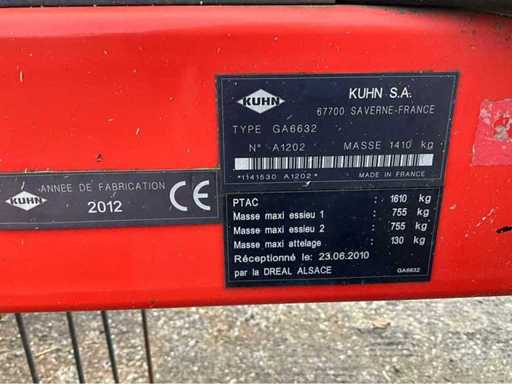 KUHN
ANNEE DE FABRICATION
2012
CE
KUHN
KUHN S.A.
67700 SAVERNE-FRANCE
TYPE GA6632
N° A1202 MASSE 1410 kg
*1141530 A1202* MADE IN FRANCE
PTAC : 1610 kg
Masse maxi essieu 1 : 755 kg
Masse maxi essieu 2 : 755 kg
Masse maxi attelage : 130 kg
Réceptionné le: 23.06.2010
par la DREAL ALSACE GA6632